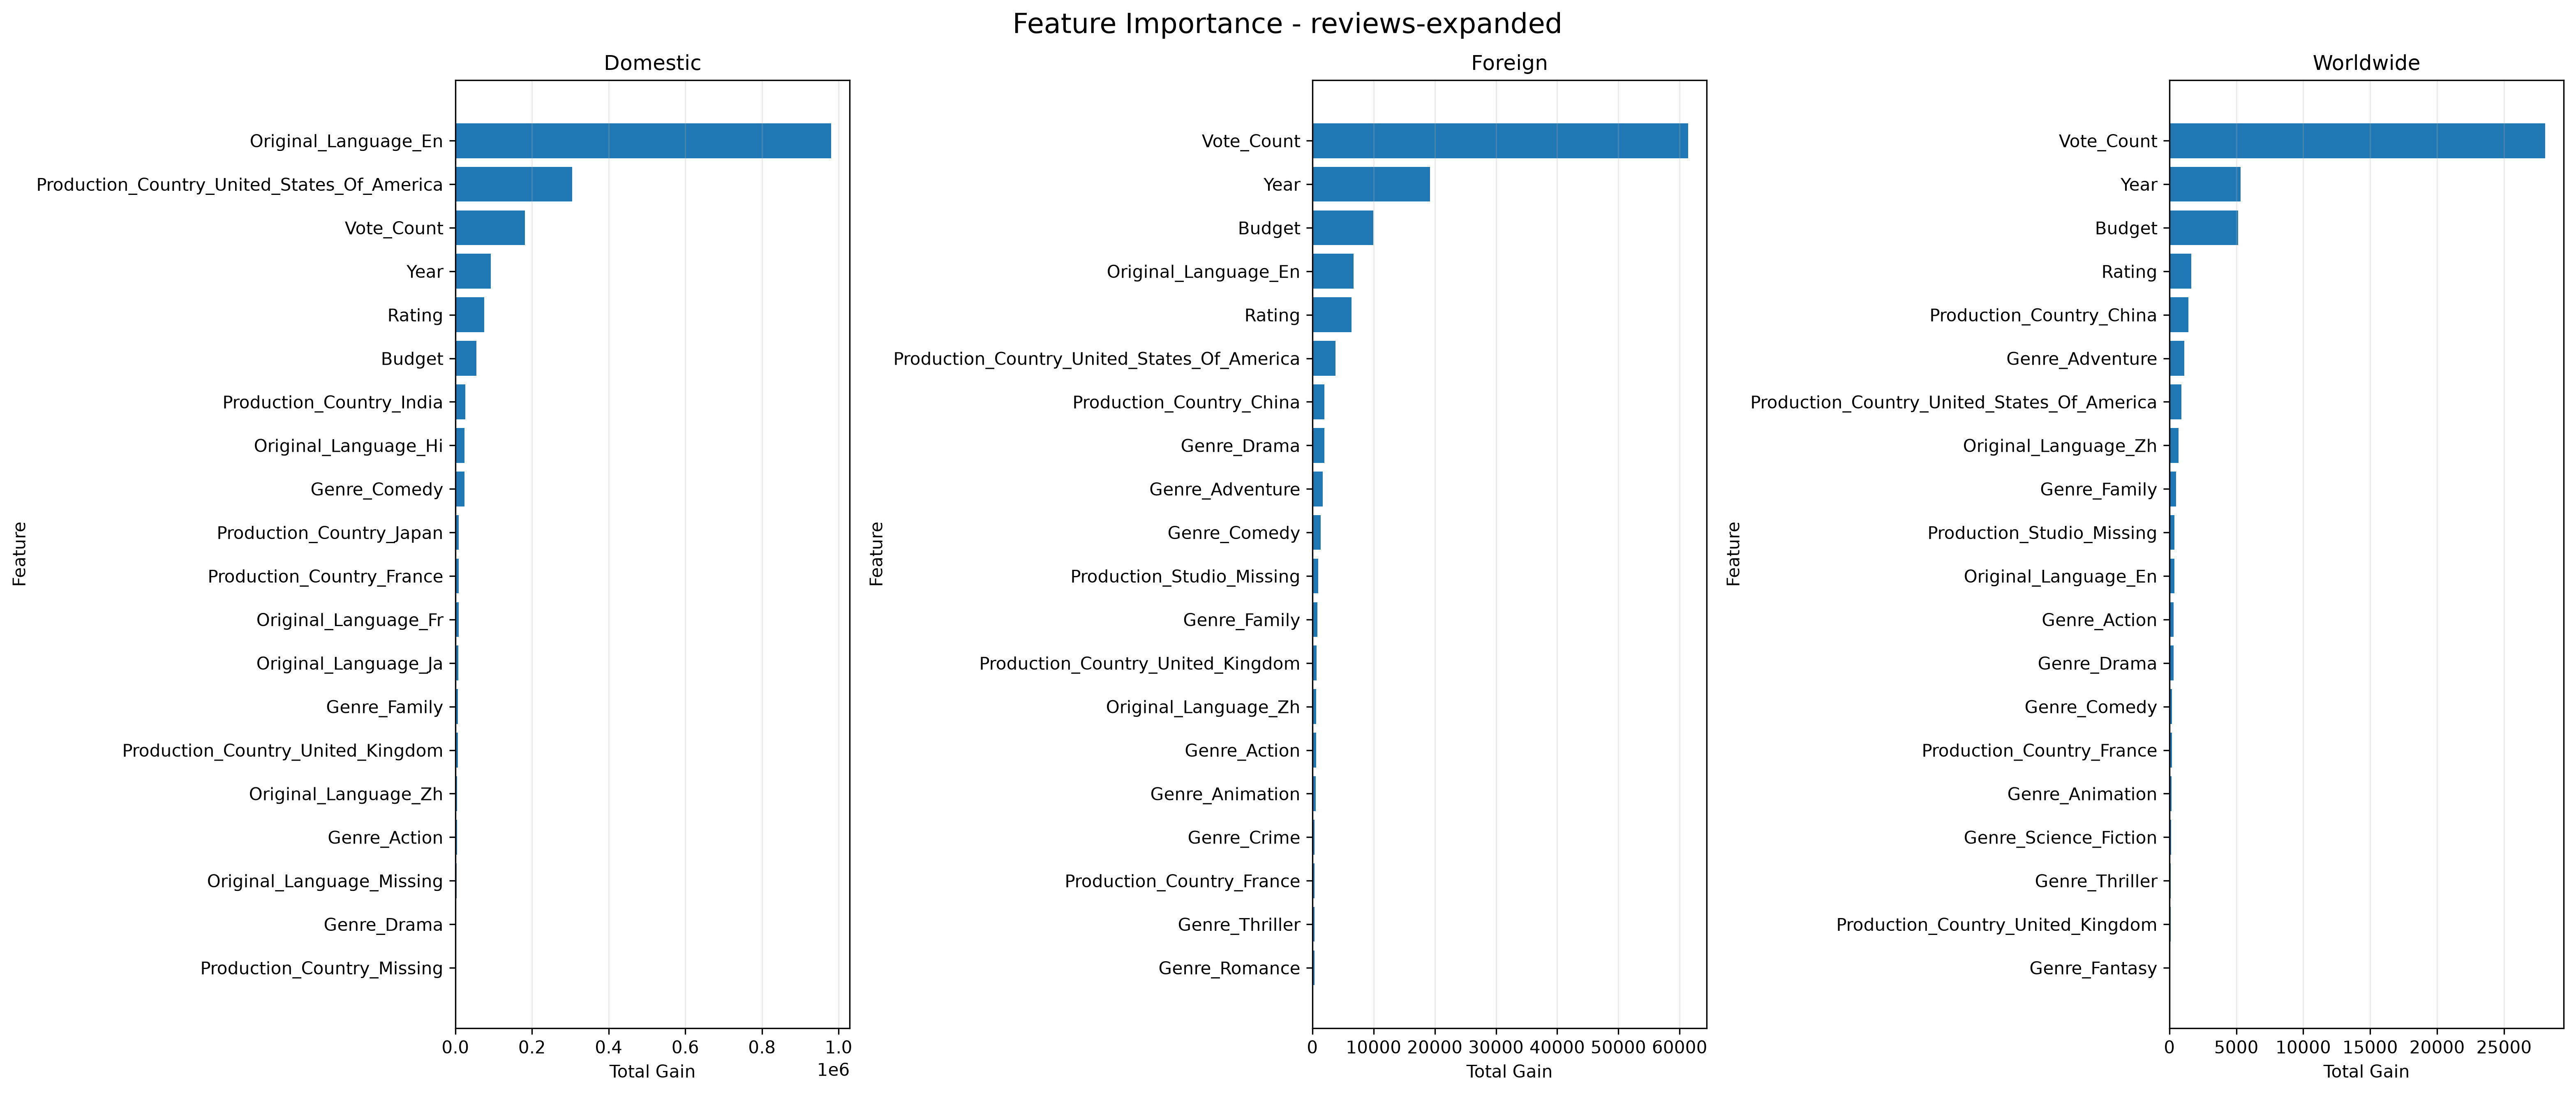 Feature Importance - reviews-expanded
Domestic
Feature
Original_Language_En
Production_Country_United_States_Of_America
Vote_Count
Year
Rating
Budget
Production_Country_India
Original_Language_Hi
Genre_Comedy
Production_Country_Japan
Production_Country_France
Original_Language_Fr
Original_Language_Ja
Genre_Family
Production_Country_United_Kingdom
Original_Language_Zh
Genre_Action
Original_Language_Missing
Genre_Drama
Production_Country_Missing
0.0 0.2 0.4 0.6 0.8 1.0
1e6
Total Gain
Foreign
Feature
Vote_Count
Year
Budget
Original_Language_En
Rating
Production_Country_United_States_Of_America
Production_Country_China
Genre_Drama
Genre_Adventure
Genre_Comedy
Production_Studio_Missing
Genre_Family
Production_Country_United_Kingdom
Original_Language_Zh
Genre_Action
Genre_Animation
Genre_Crime
Production_Country_France
Genre_Thriller
Genre_Romance
0 10000 20000 30000 40000 50000 60000
Total Gain
Worldwide
Feature
Vote_Count
Year
Budget
Rating
Production_Country_China
Genre_Adventure
Production_Country_United_States_Of_America
Original_Language_Zh
Genre_Family
Production_Studio_Missing
Original_Language_En
Genre_Action
Genre_Drama
Genre_Comedy
Production_Country_France
Genre_Animation
Genre_Science_Fiction
Genre_Thriller
Production_Country_United_Kingdom
Genre_Fantasy
0 5000 10000 15000 20000 25000
Total Gain